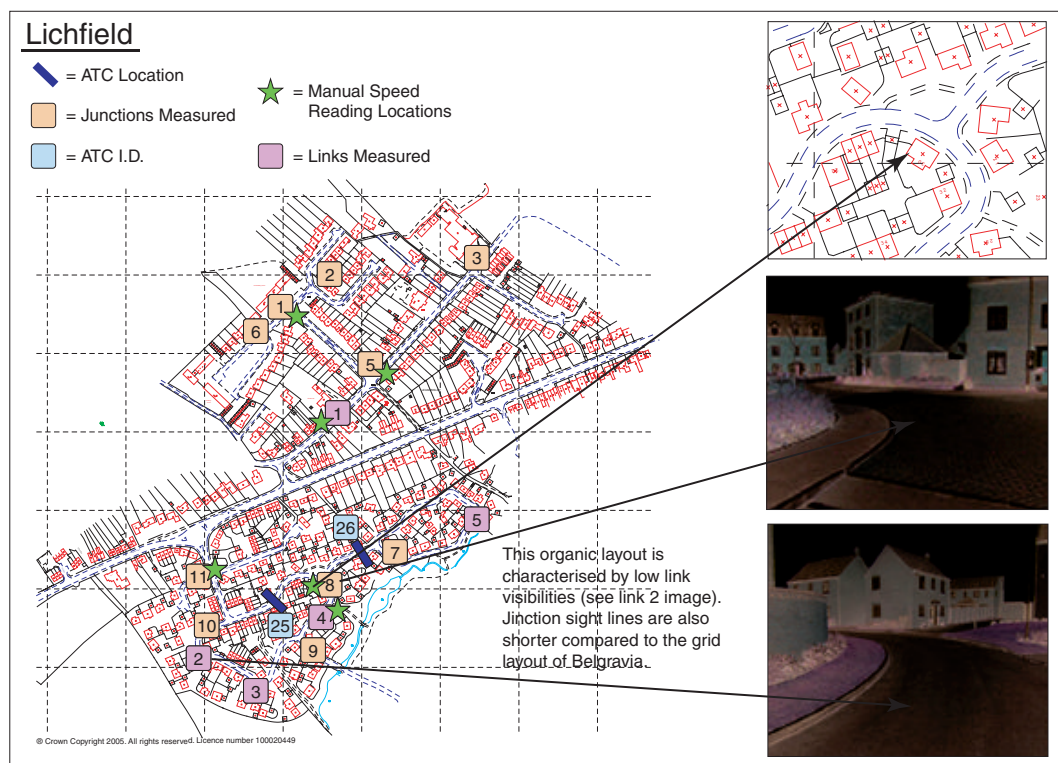 Lichfield
= ATC Location
= Junctions Measured
= ATC I.D.
= Manual Speed
Reading Locations
= Links Measured
3
2
1
6
5
1
26
5
7
11
8
4
10
25
9
2
3
This organic layout is
characterised by low link
visibilities (see link 2 image).
Jinction sight lines are also
shorter compared to the grid
layout of Belgravia.
© Crown Copyright 2005. All rights reserved. Licence number 100020449